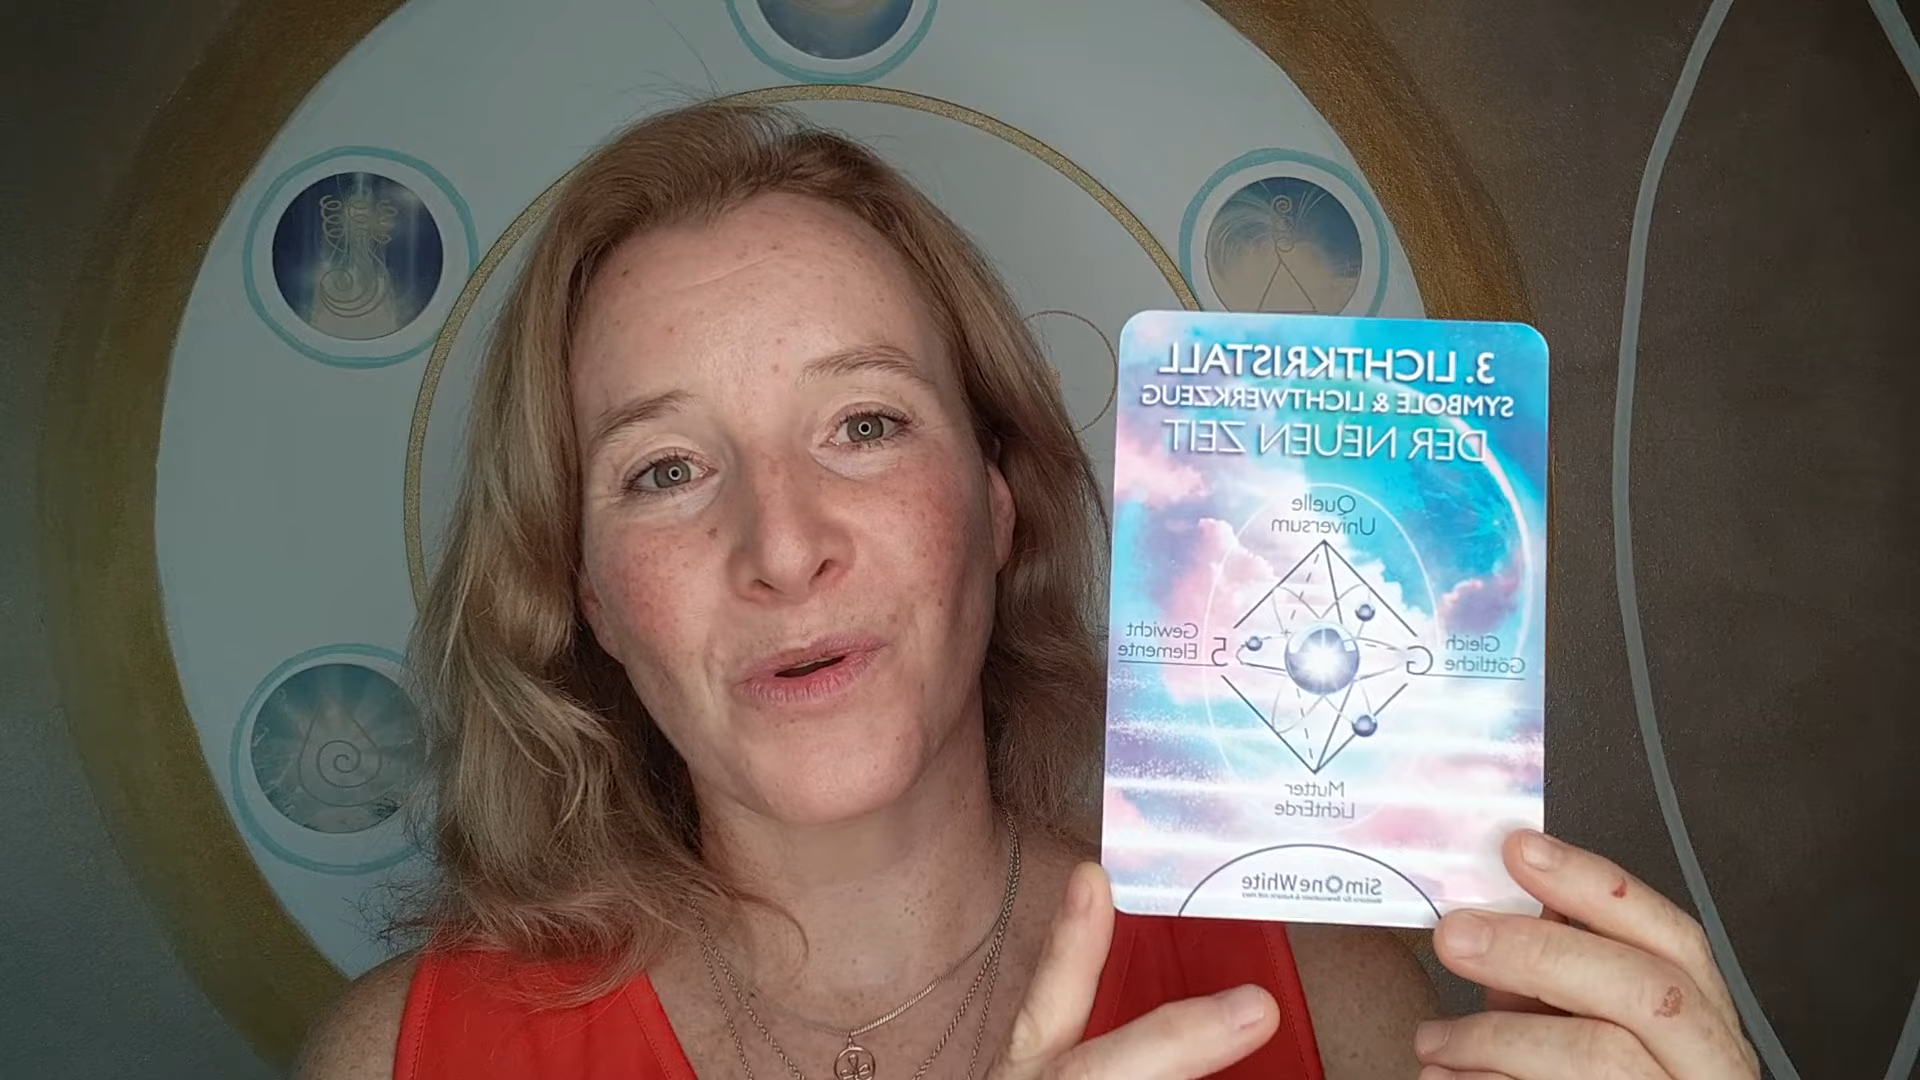 3. LICHTKRISTALL
SYMBOLE & LICHTWERKZEUG
DER NEUEN ZEIT
Quelle
Universum
Gleich
Göttliche
G
5
Gewicht
Elemente
Mutter
LichtErde
SimOneWhite